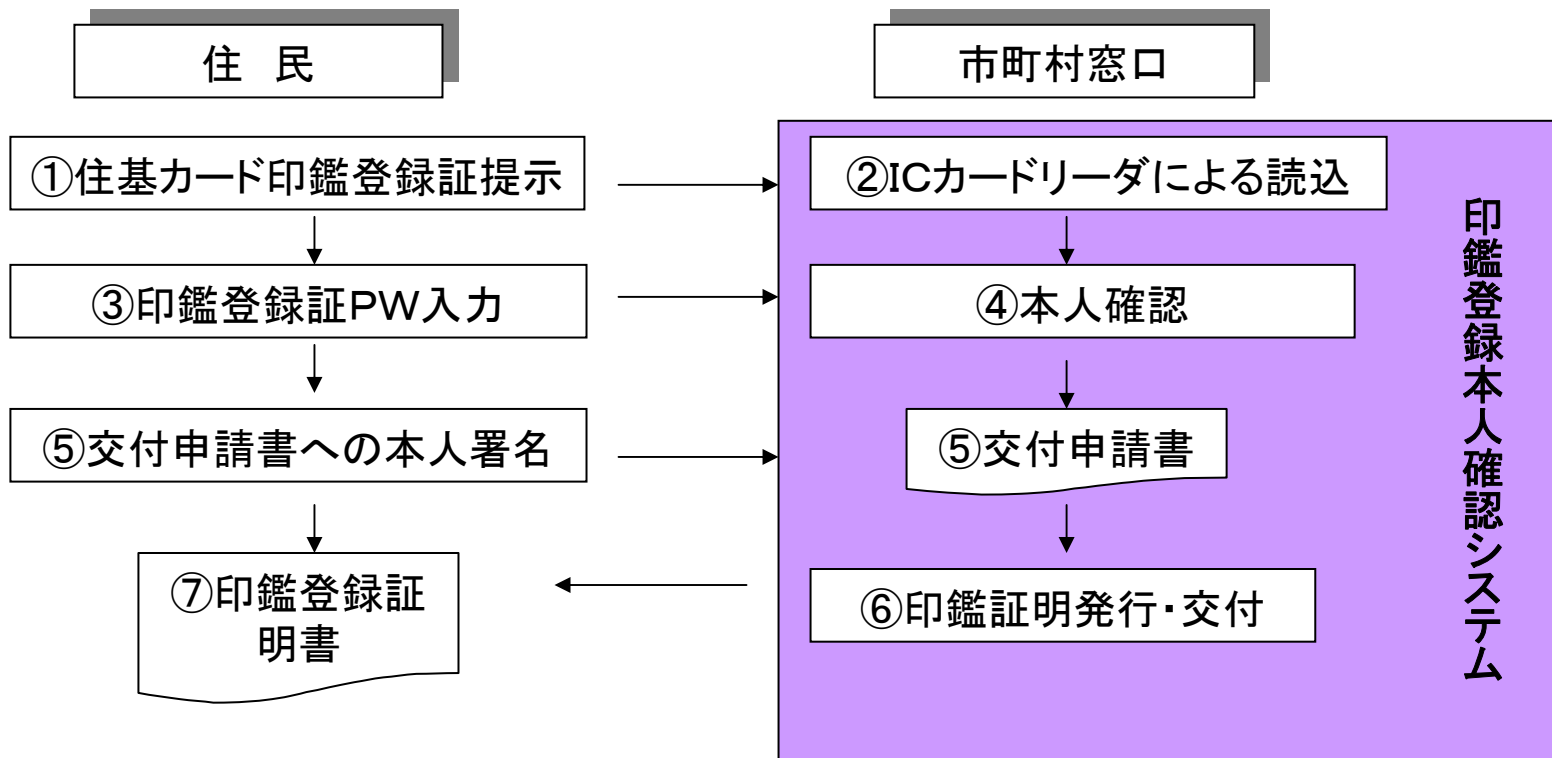 住 民
市町村窓口
①住基カード印鑑登録証提示
②ICカードリーダによる読込
③印鑑登録証PW入力
④本人確認
⑤交付申請書への本人署名
⑤交付申請書
⑦印鑑登録証
明書
⑥印鑑証明発行・交付
印鑑登録本人確認システム